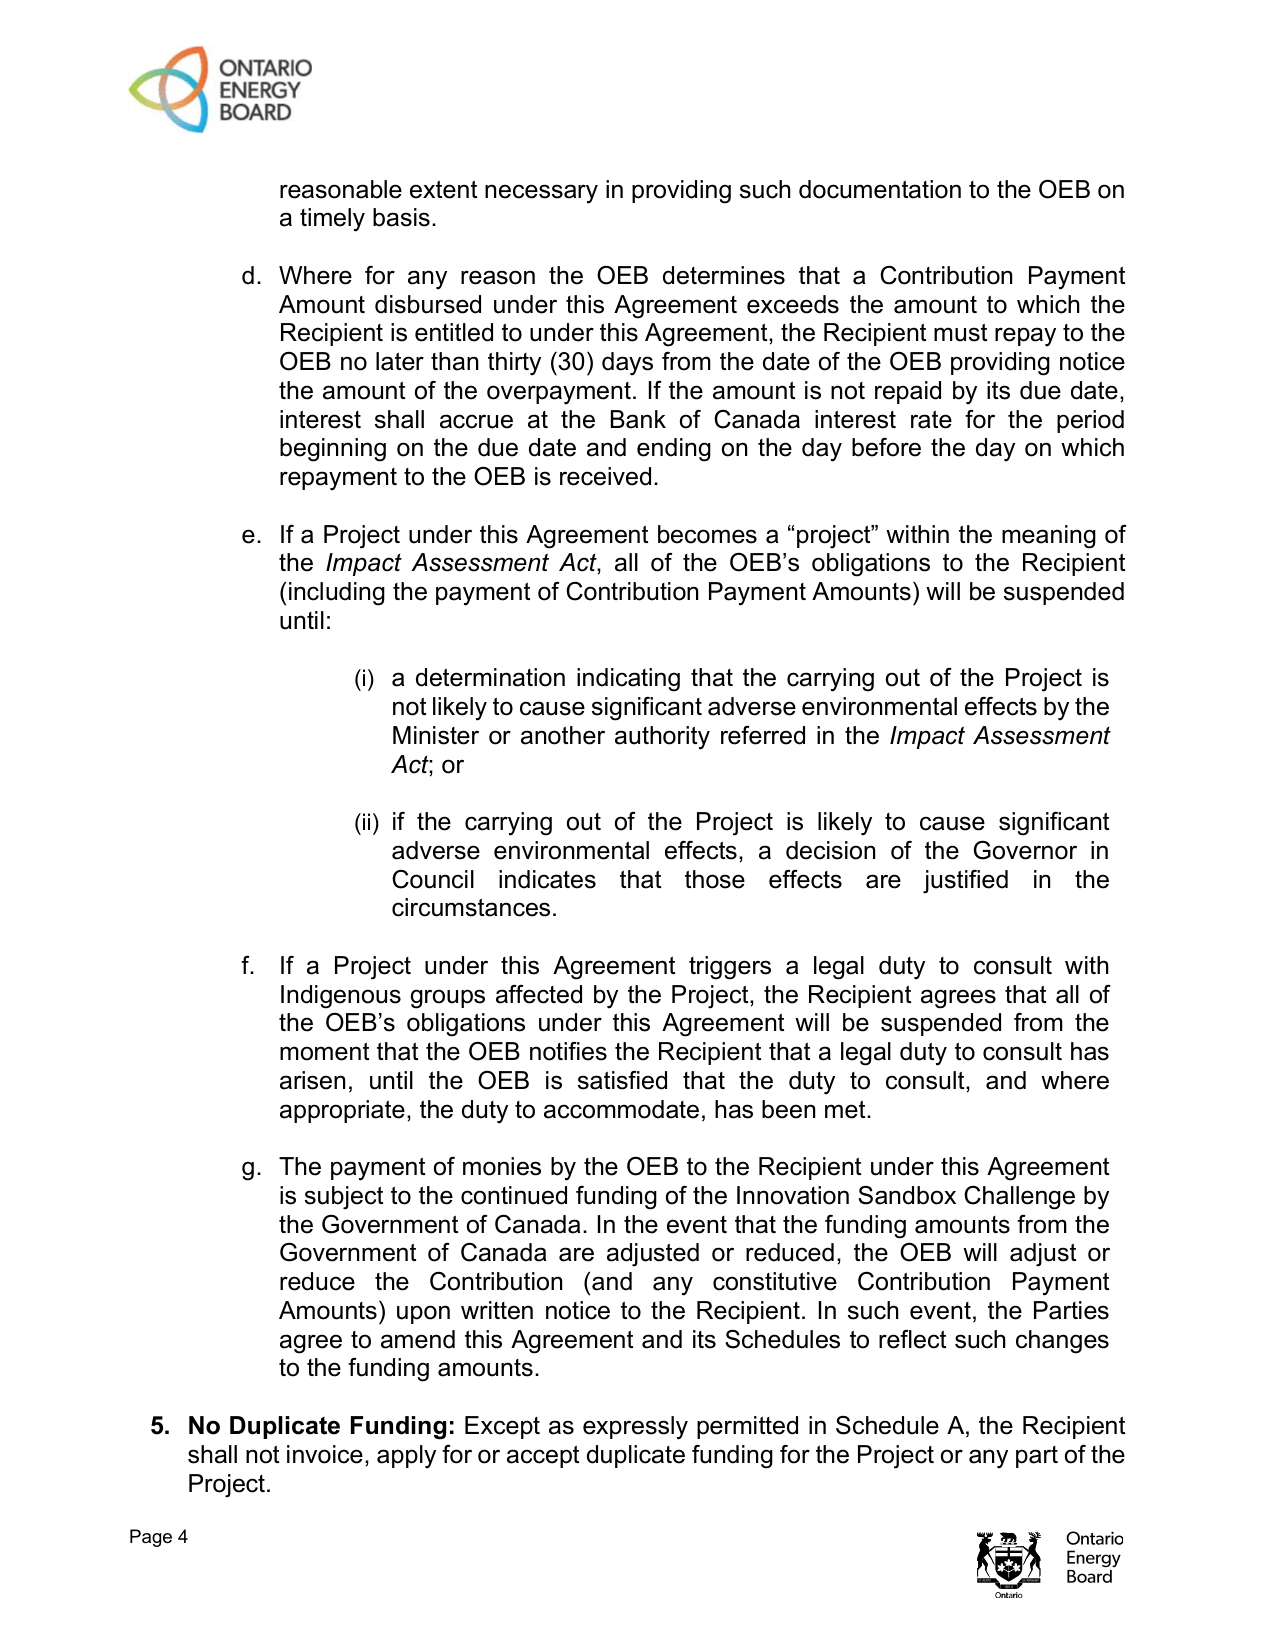 ONTARIO
ENERGY
BOARD
reasonable extent necessary in providing such documentation to the OEB on
a timely basis.
d. Where for any reason the OEB determines that a Contribution Payment
Amount disbursed under this Agreement exceeds the amount to which the
Recipient is entitled to under this Agreement, the Recipient must repay to the
OEB no later than thirty (30) days from the date of the OEB providing notice
the amount of the overpayment. If the amount is not repaid by its due date,
interest shall accrue at the Bank of Canada interest rate for the period
beginning on the due date and ending on the day before the day on which
repayment to the OEB is received.
e. If a Project under this Agreement becomes a “project” within the meaning of
the Impact Assessment Act, all of the OEB’s obligations to the Recipient
(including the payment of Contribution Payment Amounts) will be suspended
until:
(i) a determination indicating that the carrying out of the Project is
not likely to cause significant adverse environmental effects by the
Minister or another authority referred in the Impact Assessment
Act; or
(ii) if the carrying out of the Project is likely to cause significant
adverse environmental effects, a decision of the Governor in
Council indicates that those effects are justified in the
circumstances.
f. If a Project under this Agreement triggers a legal duty to consult with
Indigenous groups affected by the Project, the Recipient agrees that all of
the OEB’s obligations under this Agreement will be suspended from the
moment that the OEB notifies the Recipient that a legal duty to consult has
arisen, until the OEB is satisfied that the duty to consult, and where
appropriate, the duty to accommodate, has been met.
g. The payment of monies by the OEB to the Recipient under this Agreement
is subject to the continued funding of the Innovation Sandbox Challenge by
the Government of Canada. In the event that the funding amounts from the
Government of Canada are adjusted or reduced, the OEB will adjust or
reduce the Contribution (and any constitutive Contribution Payment
Amounts) upon written notice to the Recipient. In such event, the Parties
agree to amend this Agreement and its Schedules to reflect such changes
to the funding amounts.
5. No Duplicate Funding: Except as expressly permitted in Schedule A, the Recipient
shall not invoice, apply for or accept duplicate funding for the Project or any part of the
Project.
Page 4
Ontario
Energy
Board
Ontario